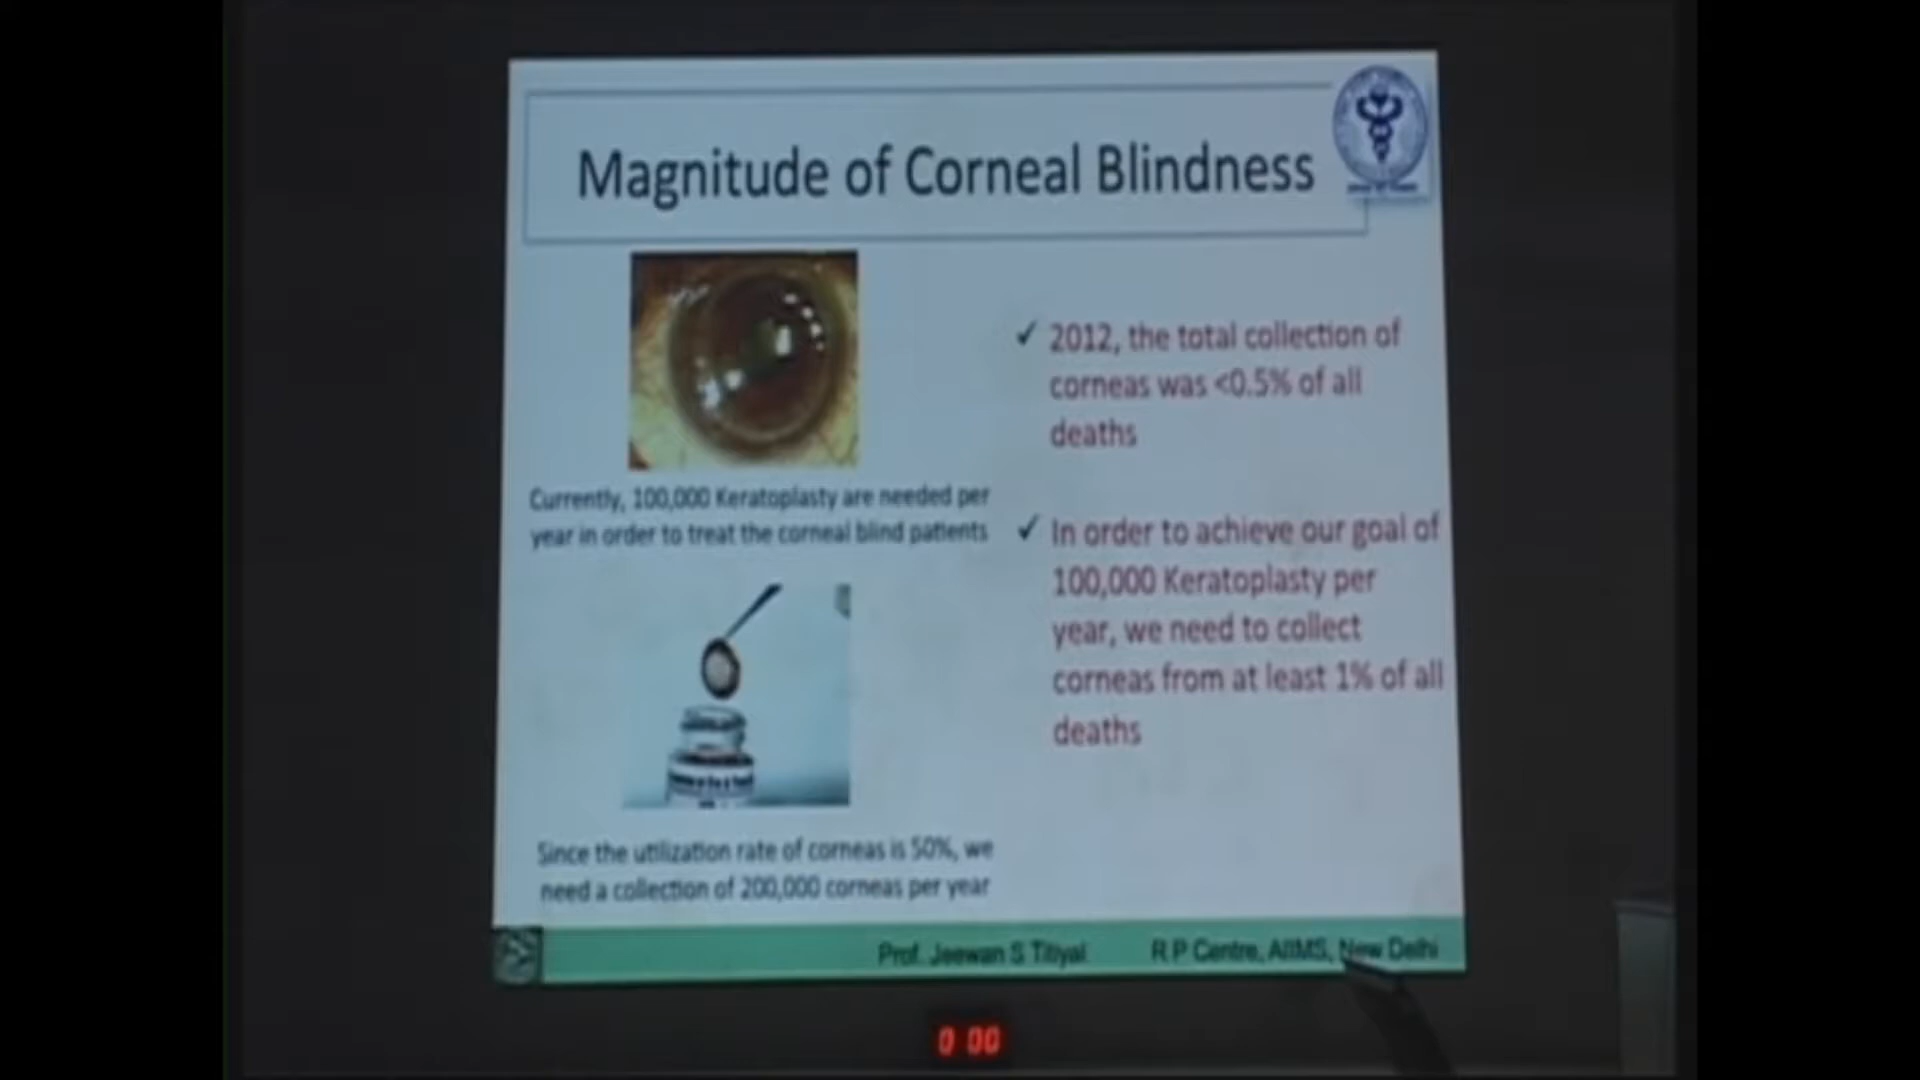 Magnitude of Corneal Blindness
Currently, 100,000 Keratoplasty are needed per
year in order to treat the corneal blind patients
Since the utilization rate of corneas is 50%, we
need a collection of 200,000 corneas per year
✓ 2012, the total collection of
corneas was <0.5% of all
deaths
✓ In order to achieve our goal of
100,000 Keratoplasty per
year, we need to collect
corneas from at least 1% of all
deaths
Prof. Jeewan S Titiyal R P Centre, AIIMS, New Delhi
0 00